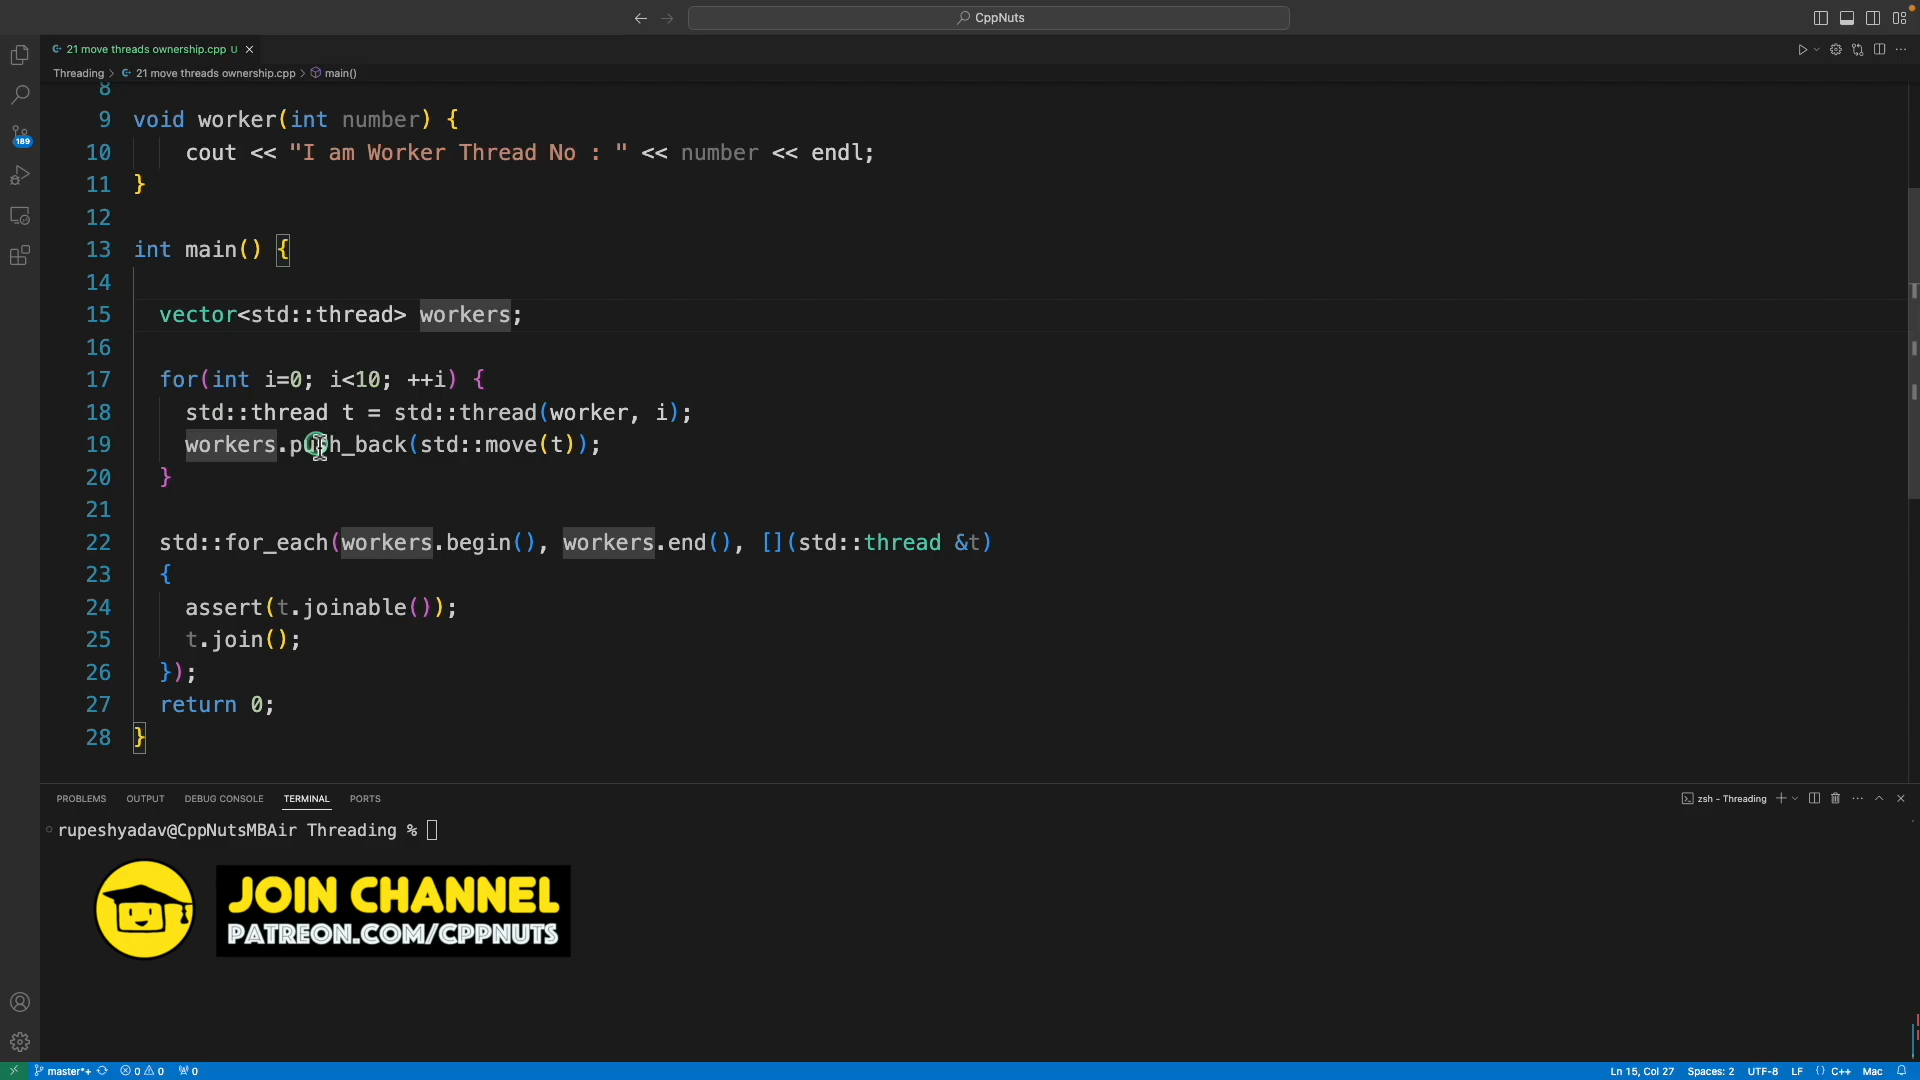 CppNuts
21 move threads ownership.cpp U
Threading > 21 move threads ownership.cpp > main()
8
9 void worker(int number) {
10 cout << "I am Worker Thread No : " << number << endl;
11 }
12
13 int main() {
14
15 vector<std::thread> workers;
16
17 for(int i=0; i<10; ++i) {
18 std::thread t = std::thread(worker, i);
19 workers.push_back(std::move(t));
20 }
21
22 std::for_each(workers.begin(), workers.end(), [](std::thread &t)
23 {
24 assert(t.joinable());
25 t.join();
26 });
27 return 0;
28 }
189
PROBLEMS OUTPUT DEBUG CONSOLE TERMINAL PORTS
zsh - Threading
rupeshyadav@CppNutsMBAir Threading %
JOIN CHANNEL
PATREON.COM/CPPNUTS
master*+ 0 0 0 Ln 15, Col 27 Spaces: 2 UTF-8 LF {} C++ Mac